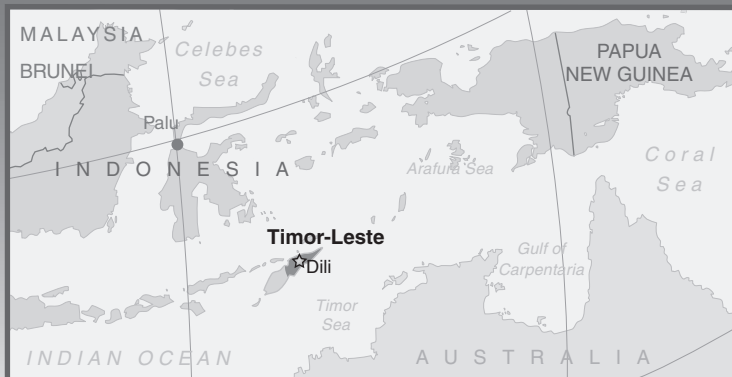 MALAYSIA
Celebes
Sea
BRUNEI
PAPUA
NEW GUINEA
Palu
INDONESIA
Arafura Sea
Coral
Sea
Timor-Leste
Dili
Gulf of
Carpentaria
Timor
Sea
INDIAN OCEAN
AUSTRALIA